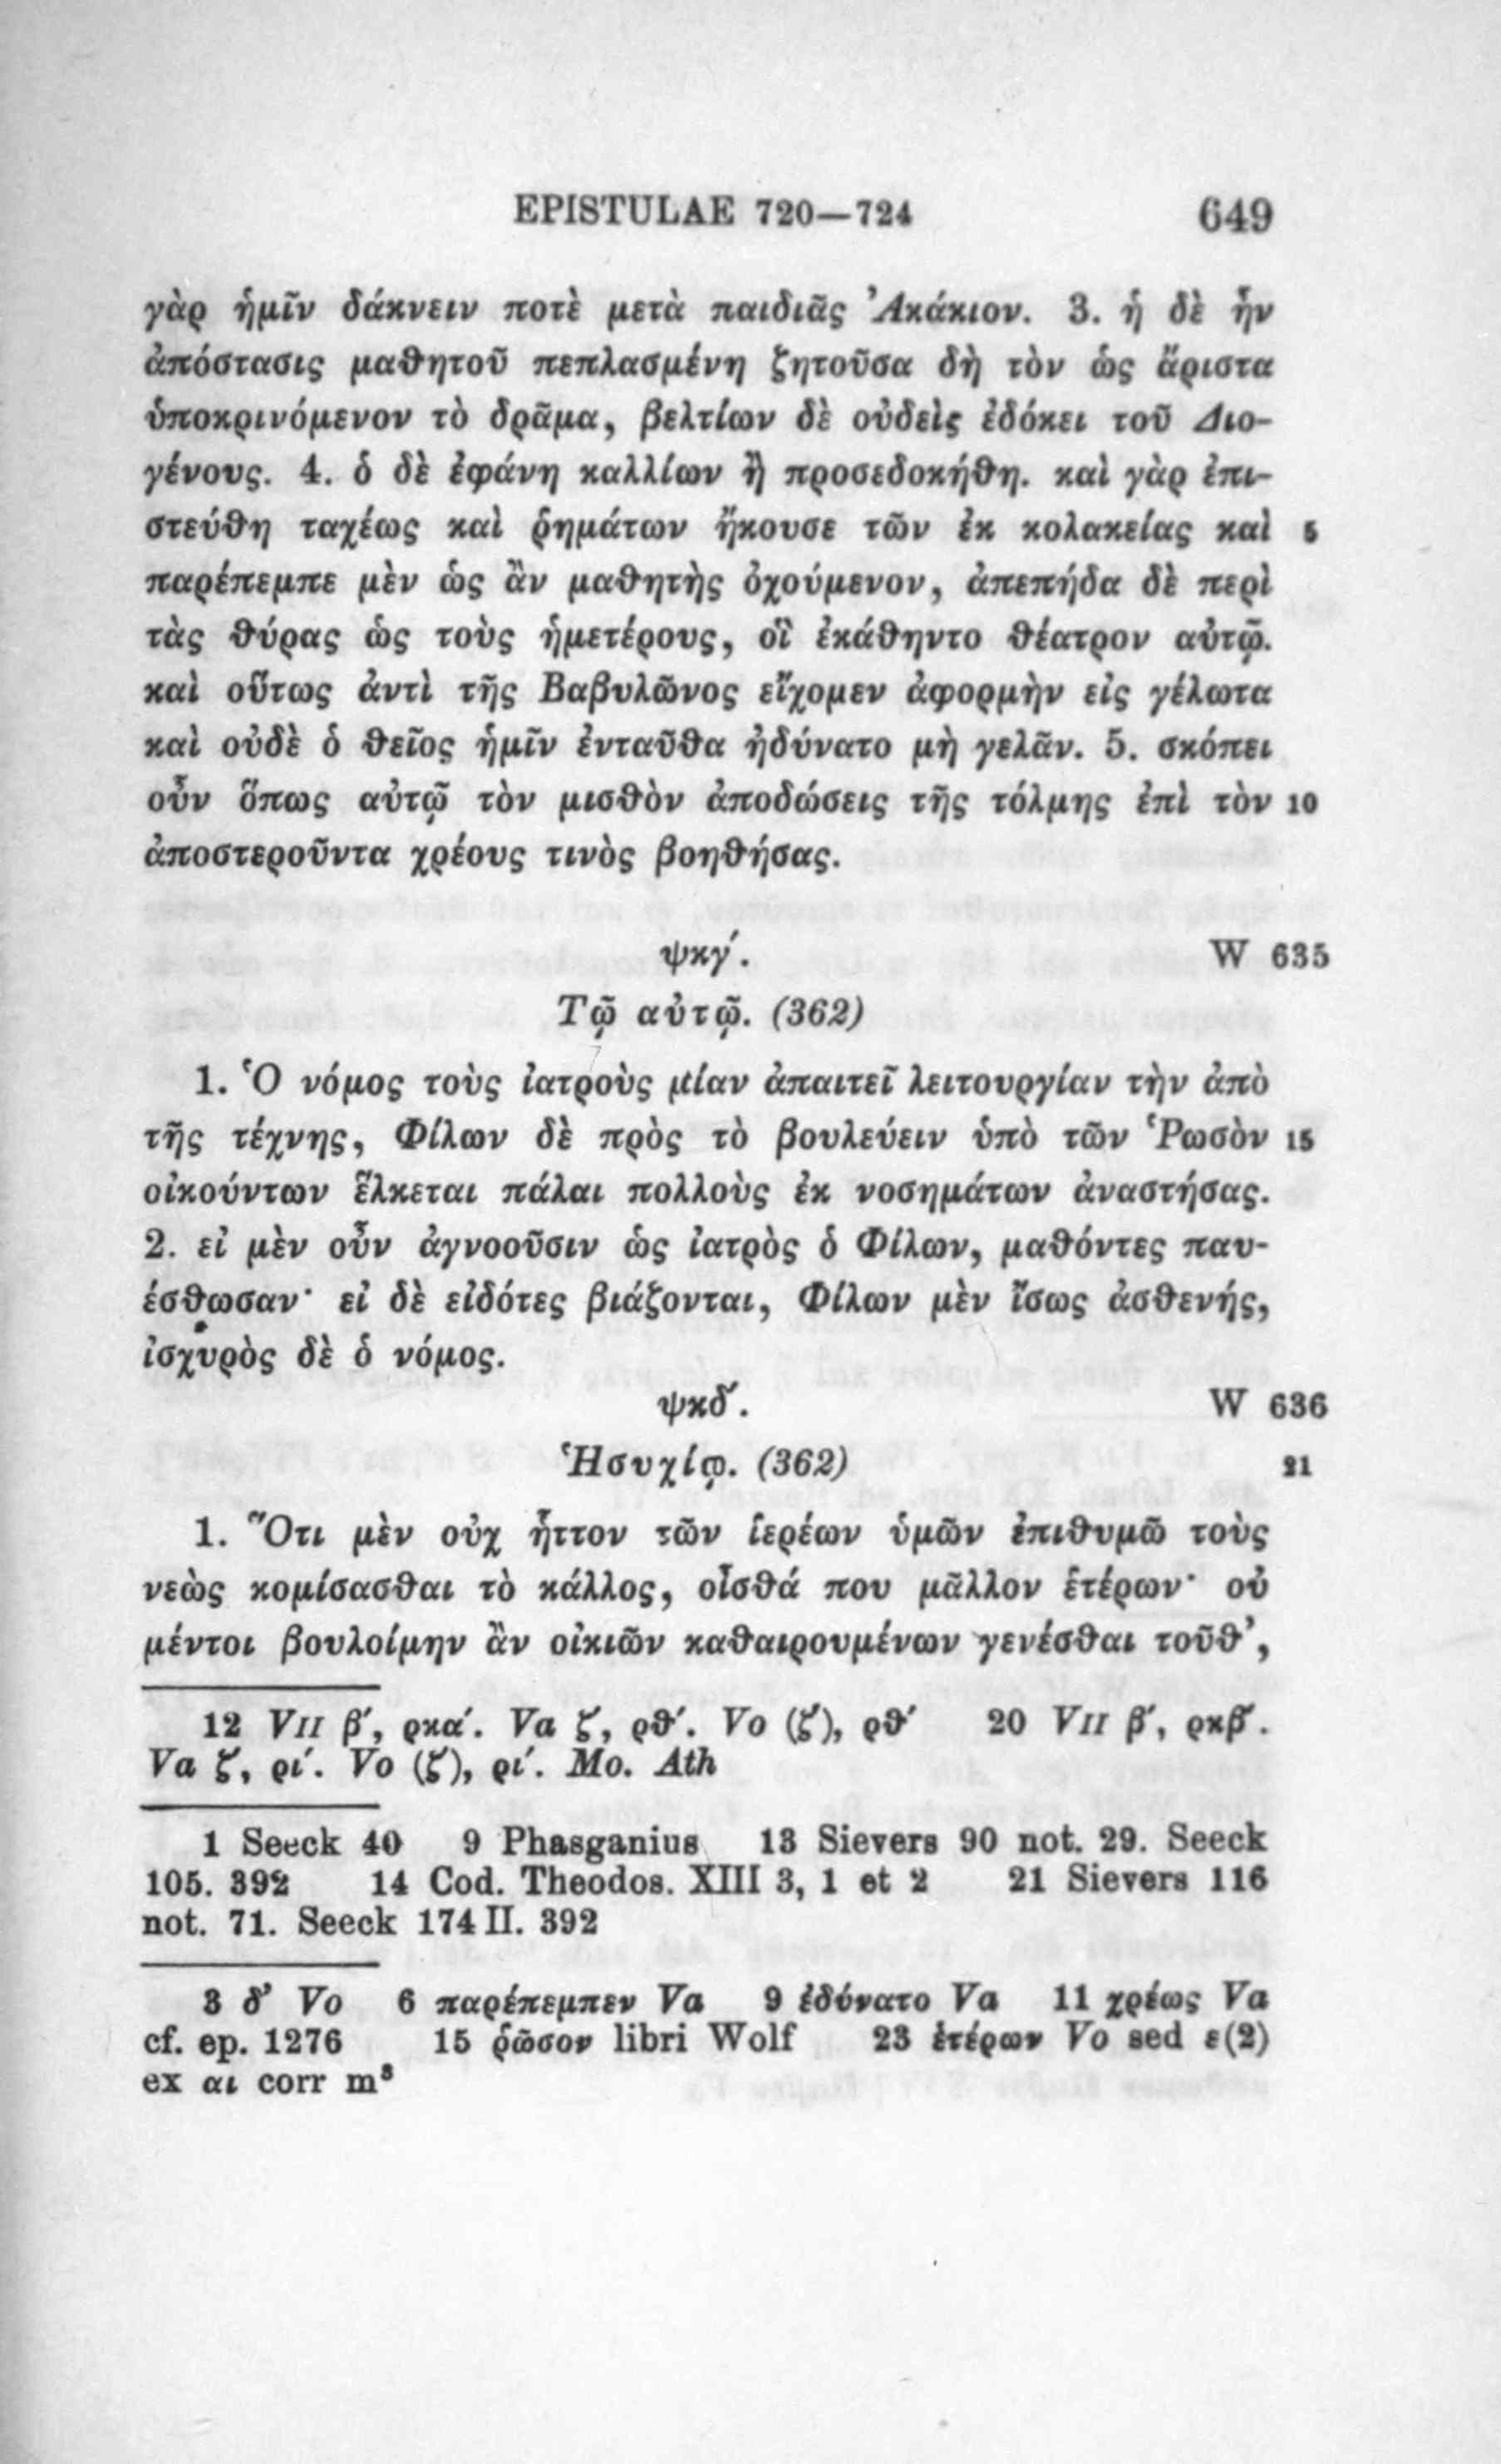 EPISTULAE 720—724 649
γὰρ ἡμῖν δάκνειν ποτὲ μετὰ παιδιᾶς Ἀκάκιον. 3. ἡ δὲ ἦν
ἀπόστασις μαθητοῦ πεπλασμένη ζητοῦσα δὴ τὸν ὡς ἄριστα
ὑποκρινόμενον τὸ δρᾶμα, βελτίων δὲ οὐδεὶς ἐδόκει τοῦ Διο-
γένους. 4. ὁ δὲ ἐφάνη καλλίων ἢ προσεδοκήθη. καὶ γὰρ ἐπι-
στεύθη ταχέως καὶ ῥημάτων ἤκουσε τῶν ἐκ κολακείας καὶ 5
παρέπεμπε μὲν ὡς ἂν μαθητὴς ὀχούμενον, ἀπεπήδα δὲ περὶ
τὰς θύρας ὡς τοὺς ἡμετέρους, οἳ ἐκάθηντο θέατρον αὐτῷ.
καὶ οὕτως ἀντὶ τῆς Βαβυλῶνος εἴχομεν ἀφορμὴν εἰς γέλωτα
καὶ οὐδὲ ὁ θεῖος ἡμῖν ἐνταῦθα ἠδύνατο μὴ γελᾶν. 5. σκόπει
οὖν ὅπως αὐτῷ τὸν μισθὸν ἀποδώσεις τῆς τόλμης ἐπὶ τὸν 10
ἀποστεροῦντα χρέους τινὸς βοηθήσας.
ψκγ΄. W 635
Τῷ αὐτῷ. (362)
1. Ὁ νόμος τοὺς ἰατροὺς μίαν ἀπαιτεῖ λειτουργίαν τὴν ἀπὸ
τῆς τέχνης, Φίλων δὲ πρὸς τὸ βουλεύειν ὑπὸ τῶν Ῥωσὸν 15
οἰκούντων ἕλκεται πάλαι πολλοὺς ἐκ νοσημάτων ἀναστήσας.
2. εἰ μὲν οὖν ἀγνοοῦσιν ὡς ἰατρὸς ὁ Φίλων, μαθόντες παυ-
έσθωσαν· εἰ δὲ εἰδότες βιάζονται, Φίλων μὲν ἴσως ἀσθενής,
ἰσχυρὸς δὲ ὁ νόμος.
ψκδ΄. W 636
Ἡσυχίῳ. (362) 21
1. Ὅτι μὲν οὐχ ἧττον τῶν ἱερέων ὑμῶν ἐπιθυμῶ τοὺς
νεὼς κομίσασθαι τὸ κάλλος, οἶσθά που μᾶλλον ἑτέρων· οὐ
μέντοι βουλοίμην ἂν οἰκιῶν καθαιρουμένων γενέσθαι τοῦθ’,
12 VII β΄, ρκα΄. Va ζ΄, ρθ΄. Vo (ζ΄), ρθ΄ 20 VII β΄, ρκβ΄.
Va ζ΄, ρι΄. Vo (ζ΄), ρι΄. Mo. Ath
1 Seeck 40 9 Phasganius 13 Sievers 90 not. 29. Seeck
105. 392 14 Cod. Theodos. XIII 3, 1 et 2 21 Sievers 116
not. 71. Seeck 174 II. 392
3 δ’ Vo 6 παρέπεμπεν Va 9 ἐδύνατο Va 11 χρέως Va
cf. ep. 1276 15 ῥῶσον libri Wolf 23 ἑτέρων Vo sed ε(2)
ex αι corr m³